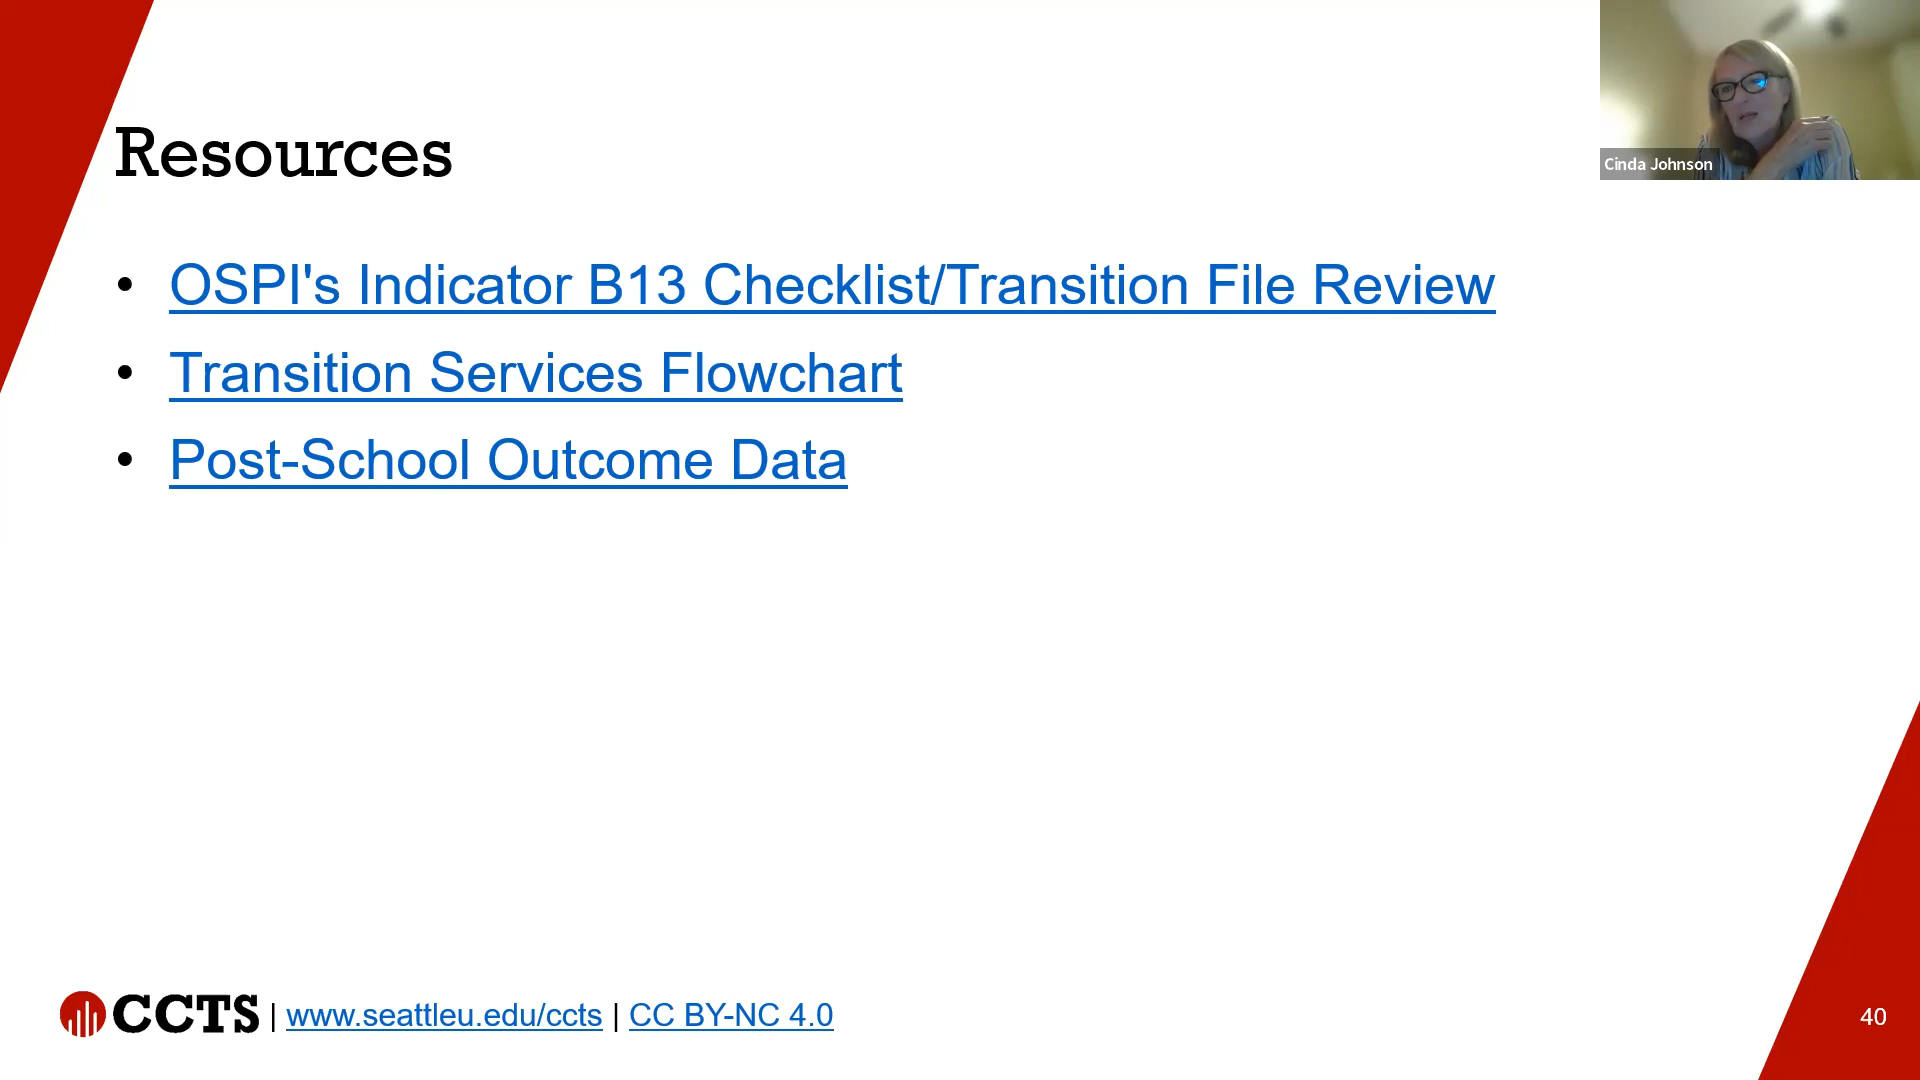 Resources
• OSPI's Indicator B13 Checklist/Transition File Review
• Transition Services Flowchart
• Post-School Outcome Data
Cinda Johnson
CCTS | www.seattleu.edu/ccts | CC BY-NC 4.0
40